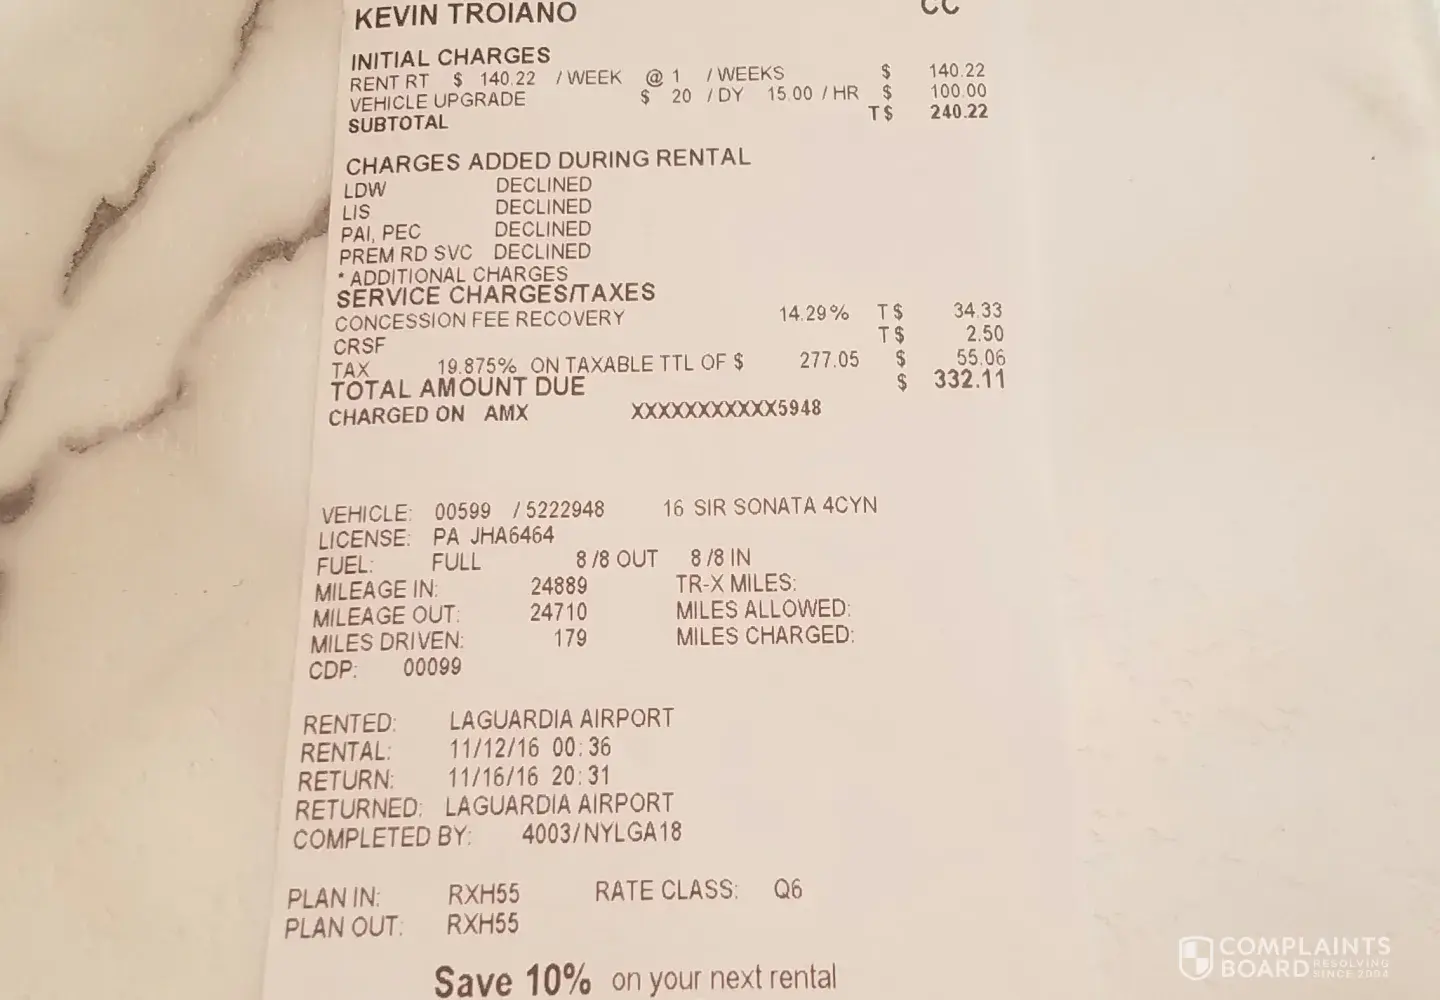 KEVIN TROIANO CC
INITIAL CHARGES
RENT RT $ 140.22 / WEEK @ 1 / WEEKS $ 140.22
VEHICLE UPGRADE $ 20 / DY 15.00 / HR $ 100.00
SUBTOTAL T $ 240.22
CHARGES ADDED DURING RENTAL
LDW DECLINED
LIS DECLINED
PAI, PEC DECLINED
PREM RD SVC DECLINED
* ADDITIONAL CHARGES
SERVICE CHARGES/TAXES
CONCESSION FEE RECOVERY 14.29% T $ 34.33
CRSF T $ 2.50
TAX 19.875% ON TAXABLE TTL OF $ 277.05 $ 55.06
TOTAL AMOUNT DUE $ 332.11
CHARGED ON AMX XXXXXXXXXXX5948
VEHICLE: 00599 / 5222948 16 SIR SONATA 4CYN
LICENSE: PA JHA6464
FUEL: FULL 8 /8 OUT 8 /8 IN
MILEAGE IN: 24889 TR-X MILES:
MILEAGE OUT: 24710 MILES ALLOWED:
MILES DRIVEN: 179 MILES CHARGED:
CDP: 00099
RENTED: LAGUARDIA AIRPORT
RENTAL: 11/12/16 00:36
RETURN: 11/16/16 20:31
RETURNED: LAGUARDIA AIRPORT
COMPLETED BY: 4003/NYLGA18
PLAN IN: RXH55 RATE CLASS: Q6
PLAN OUT: RXH55
Save 10% on your next rental
COMPLAINTS
BOARD RESOLVING
SINCE 2004